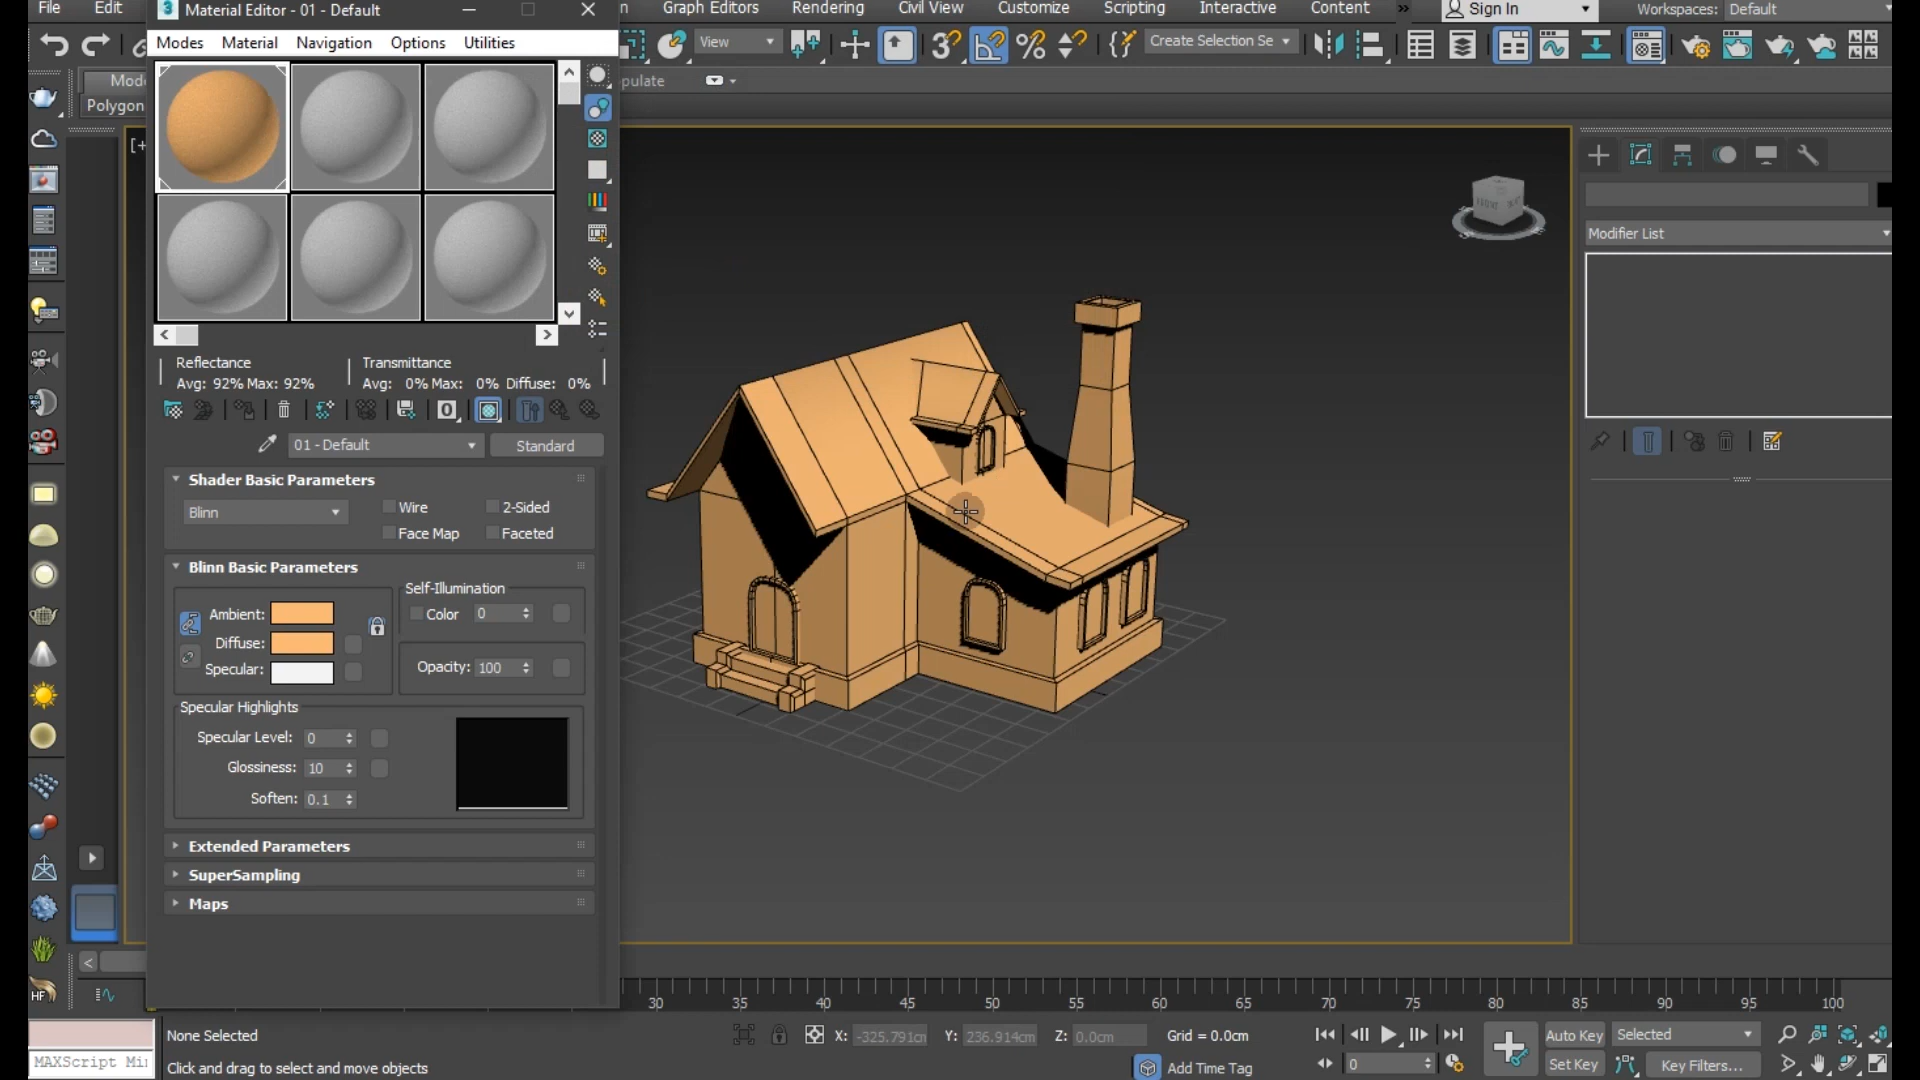 File Edit
Material Editor - 01 - Default
Graph Editors Rendering Civil View Customize Scripting Interactive Content
Sign In
Workspaces: Default
Modes Material Navigation Options Utilities
View
Create Selection Se
Mode
pulate
Polygon
[+
Modifier List
Reflectance
Avg: 92% Max: 92%
Transmittance
Avg: 0% Max: 0% Diffuse: 0%
01 - Default
Standard
Shader Basic Parameters
Blinn
Wire
2-Sided
Face Map
Faceted
Blinn Basic Parameters
Self-Illumination
Ambient:
Color 0
Diffuse:
Specular:
Opacity: 100
Specular Highlights
Specular Level: 0
Glossiness: 10
Soften: 0.1
Extended Parameters
SuperSampling
Maps
HF
30 35 40 45 50 55 60 65 70 75 80 85 90 95 100
None Selected
X: -325.791cm Y: 236.914cm Z: 0.0cm
Grid = 0.0cm
Auto Key
Selected
MAXScript Mi
Click and drag to select and move objects
Add Time Tag
0
Set Key
Key Filters...